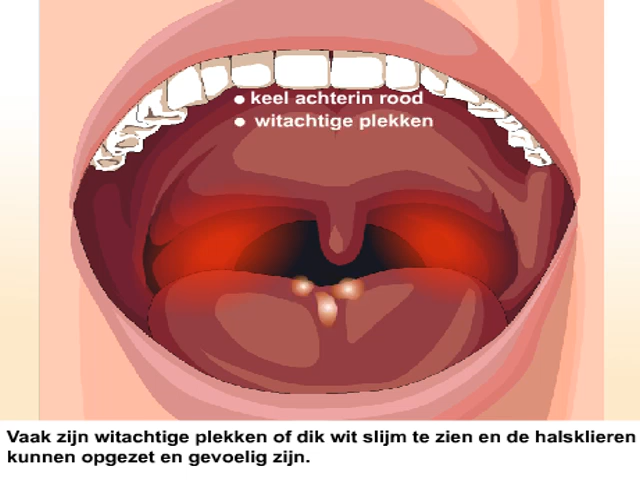 • keel achterin rood
• witachtige plekken
Vaak zijn witachtige plekken of dik wit slijm te zien en de halsklieren
kunnen opgezet en gevoelig zijn.